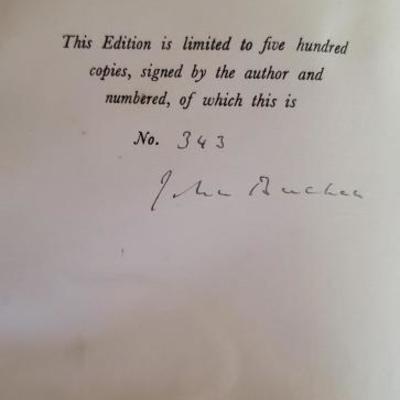 This Edition is limited to five hundred
copies, signed by the author and
numbered, of which this is
No. 343
John Buchan